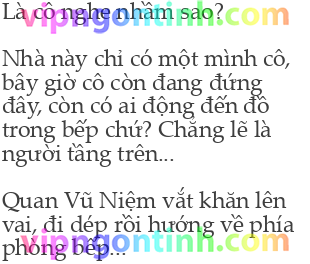 Là cô nghe nhầm sao?
vipngontinh.com
Nhà này chỉ có một mình cô,
bây giờ cô còn đang đứng
đây, còn có ai động đến đồ
trong bếp chứ? Chẳng lẽ là
người tầng trên...
Quan Vũ Niệm vắt khăn lên
vai, đi dép rồi hướng về phía
phòng bếp...
vipngontinh.com